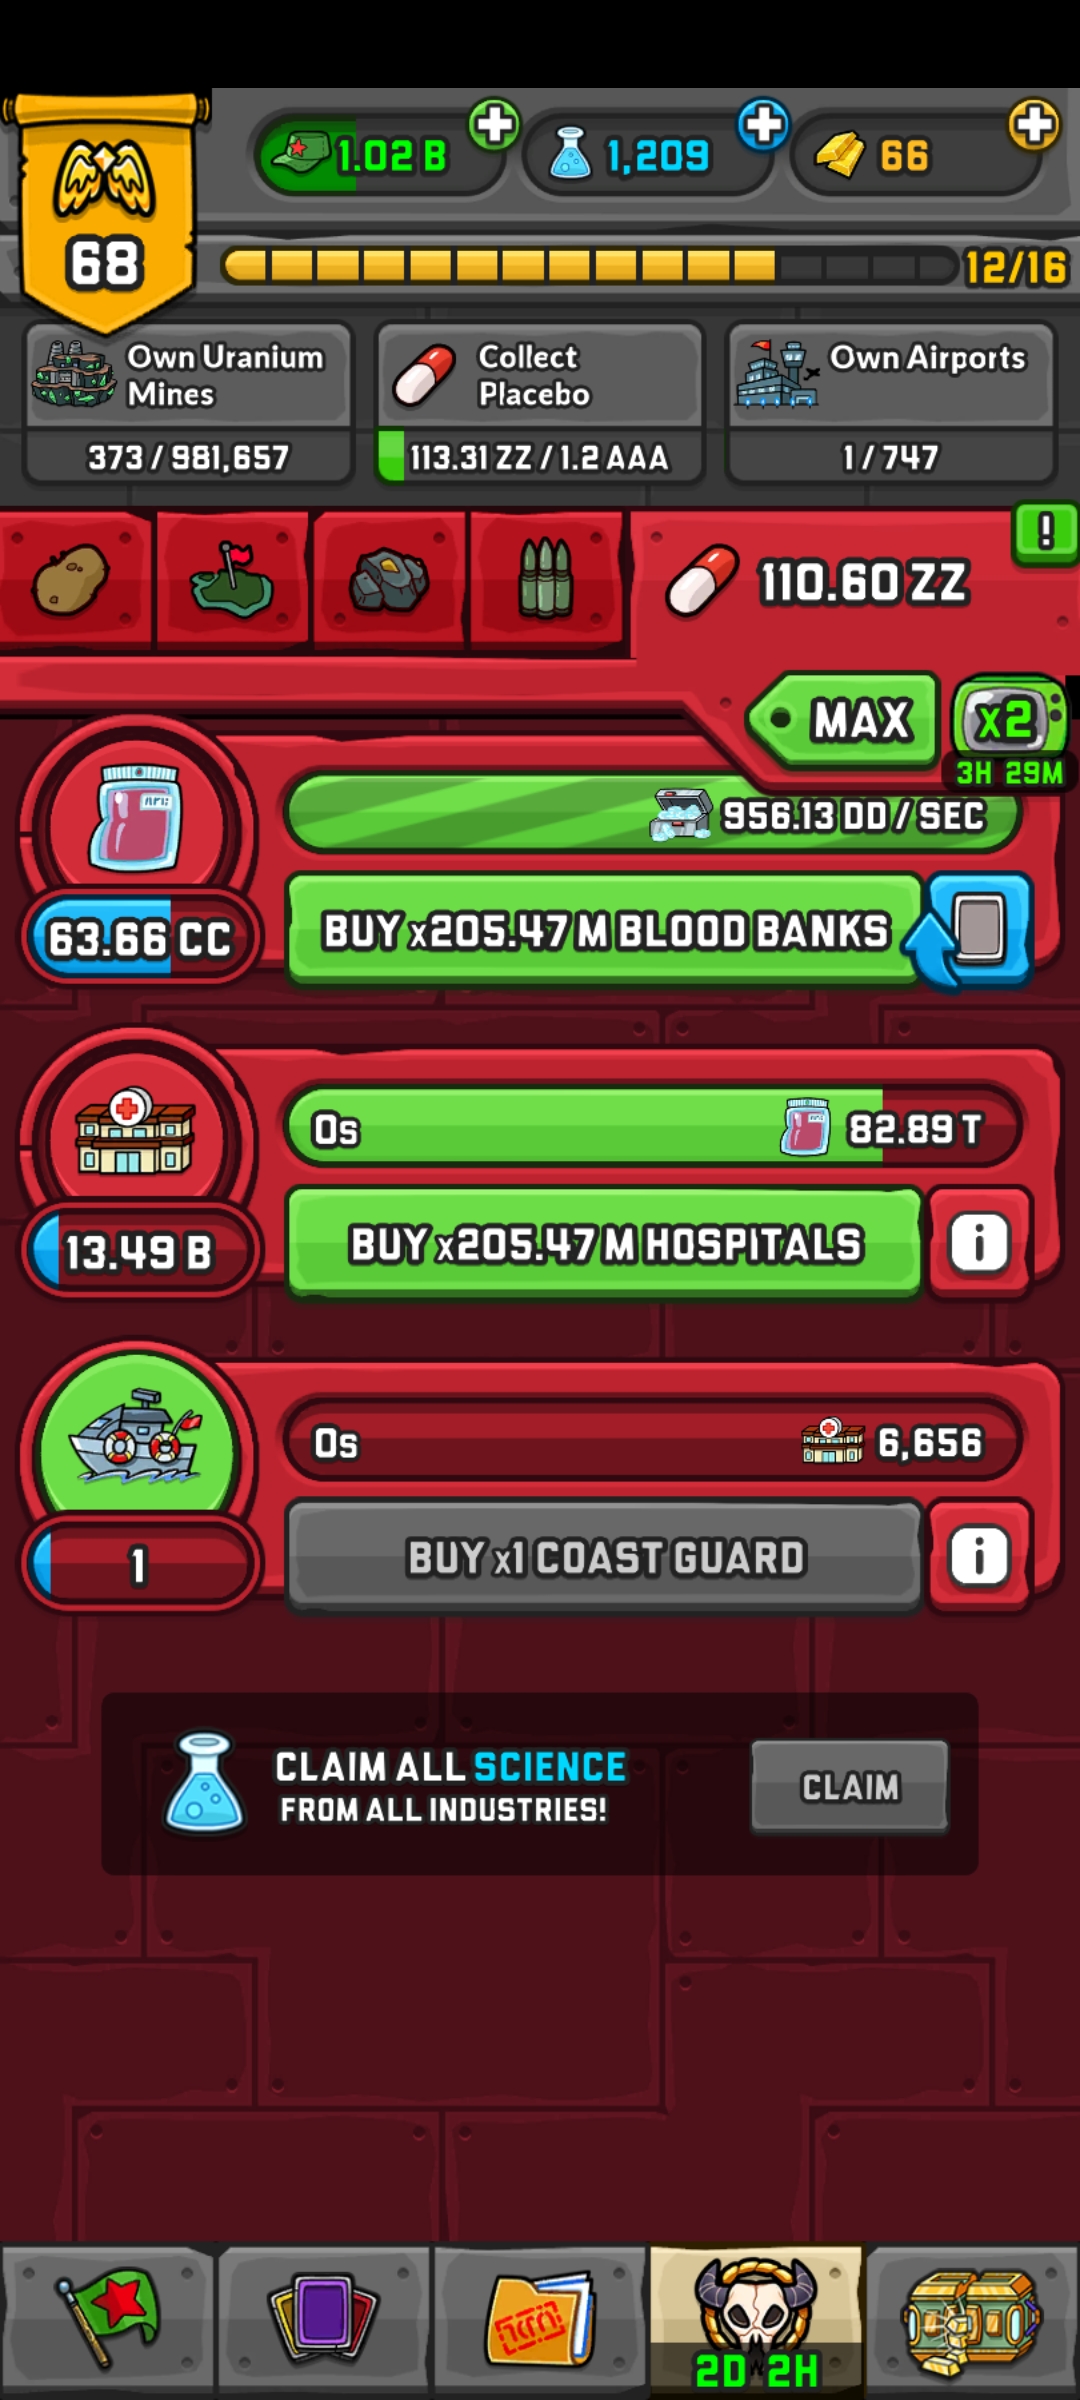 68
1.02 B
1,209
66
12/16
Own Uranium
Mines
373 / 981,657
Collect
Placebo
113.31 ZZ / 1.2 AAA
Own Airports
1 / 747
!
110.60 ZZ
MAX
x2
3H 29M
956.13 DD / SEC
63.66 CC
BUY x205.47 M BLOOD BANKS
0s
82.89 T
13.49 B
BUY x205.47 M HOSPITALS
i
0s
6,656
1
BUY x1 COAST GUARD
i
CLAIM ALL SCIENCE
FROM ALL INDUSTRIES!
CLAIM
2D 2H